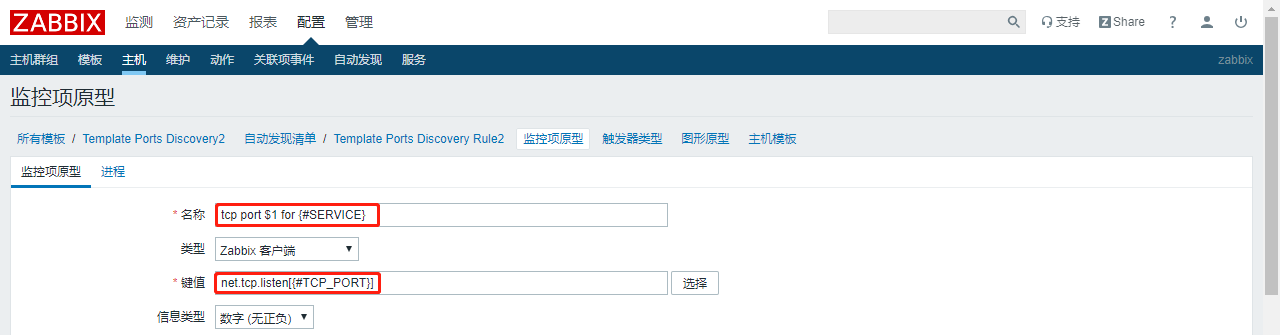 ZABBIX 监测 资产记录 报表 配置 管理 支持 Z Share ?
主机群组 模板 主机 维护 动作 关联项事件 自动发现 服务 zabbix
监控项原型
所有模板 / Template Ports Discovery2 自动发现清单 / Template Ports Discovery Rule2 监控项原型 触发器类型 图形原型 主机模板
监控项原型 进程
* 名称 tcp port $1 for {#SERVICE}
类型 Zabbix 客户端
* 键值 net.tcp.listen[{#TCP_PORT}] 选择
信息类型 数字 (无正负)